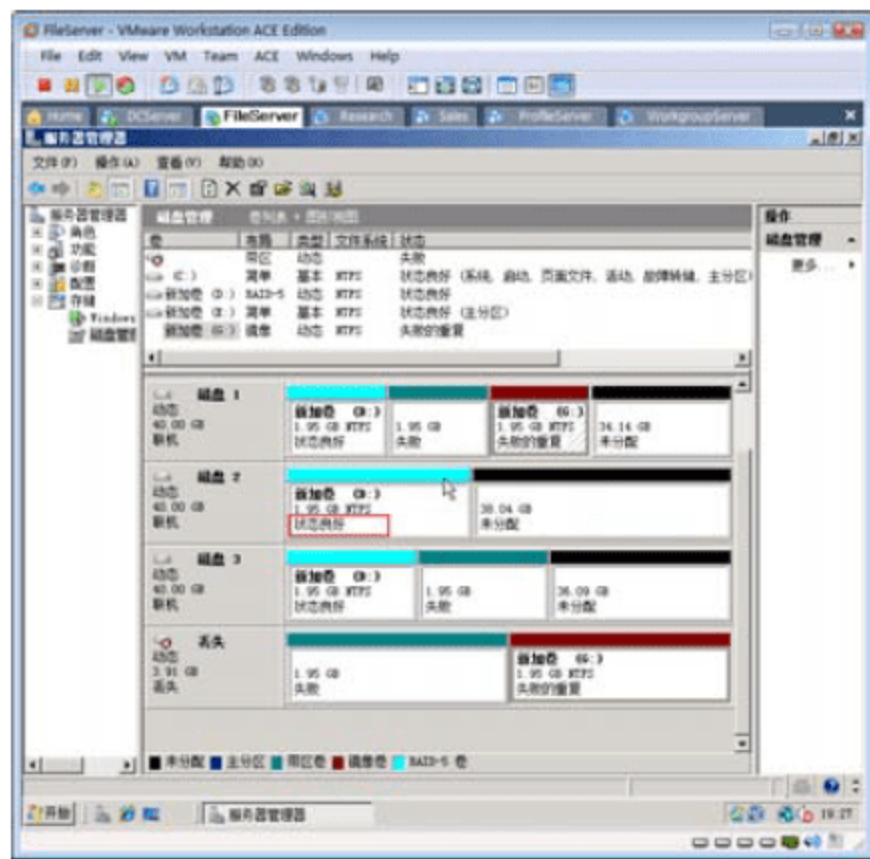 FileServer - VMware Workstation ACE Edition
File Edit View VM Team ACE Windows Help
Home DCServer FileServer Research Sales ProfileServer WorkgroupServer
服务器管理器
文件(F) 操作(A) 查看(V) 帮助(H)
服务器管理器
角色
功能
诊断
配置
存储
Windows
磁盘管理
磁盘管理 卷列表 + 图形视图
卷 布局 类型 文件系统 状态
带区 动态 失败
(C:) 简单 基本 NTFS 状态良好 (系统, 启动, 页面文件, 活动, 故障转储, 主分区)
新加卷 (D:) RAID-5 动态 NTFS 状态良好
新加卷 (E:) 简单 基本 NTFS 状态良好 (主分区)
新加卷 (G:) 镜像 动态 NTFS 失败的重复
操作
磁盘管理
更多...
磁盘 1
动态
40.00 GB
联机
新加卷 (D:)
1.95 GB NTFS
状态良好
1.95 GB
失败
新加卷 (G:)
1.95 GB NTFS
失败的重复
34.14 GB
未分配
磁盘 2
动态
40.00 GB
联机
新加卷 (D:)
1.95 GB NTFS
状态良好
38.04 GB
未分配
磁盘 3
动态
40.00 GB
联机
新加卷 (D:)
1.95 GB NTFS
状态良好
1.95 GB
失败
36.09 GB
未分配
丢失
动态
3.91 GB
丢失
1.95 GB
失败
新加卷 (G:)
1.95 GB NTFS
失败的重复
未分配 主分区 带区卷 镜像卷 RAID-5 卷
开始 服务器管理器 19:27